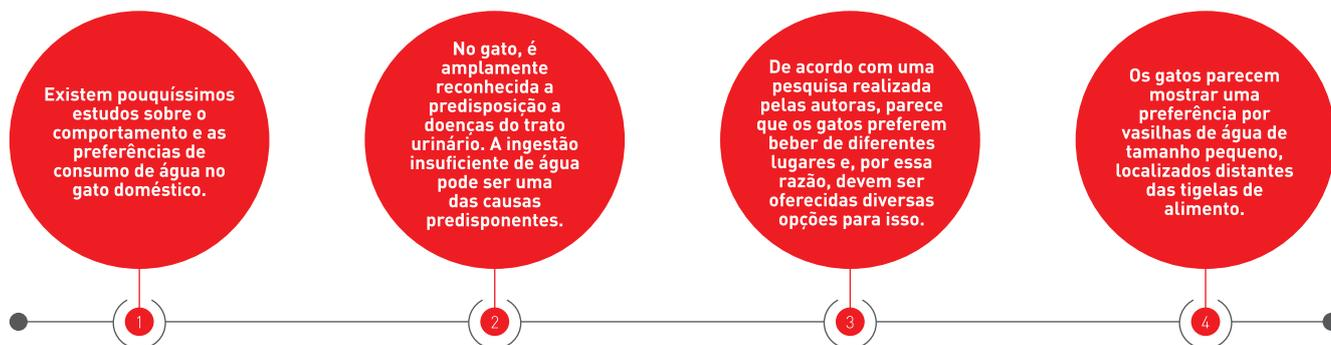 Existem pouquíssimos
estudos sobre o
comportamento e as
preferências de
consumo de água no
gato doméstico.
No gato, é
amplamente
reconhecida a
predisposição a
doenças do trato
urinário. A ingestão
insuficiente de água
pode ser uma
das causas
predisponentes.
De acordo com uma
pesquisa realizada
pelas autoras, parece
que os gatos preferem
beber de diferentes
lugares e, por essa
razão, devem ser
oferecidas diversas
opções para isso.
Os gatos parecem
mostrar uma
preferência por
vasilhas de água de
tamanho pequeno,
localizados distantes
das tigelas de
alimento.
1
2
3
4